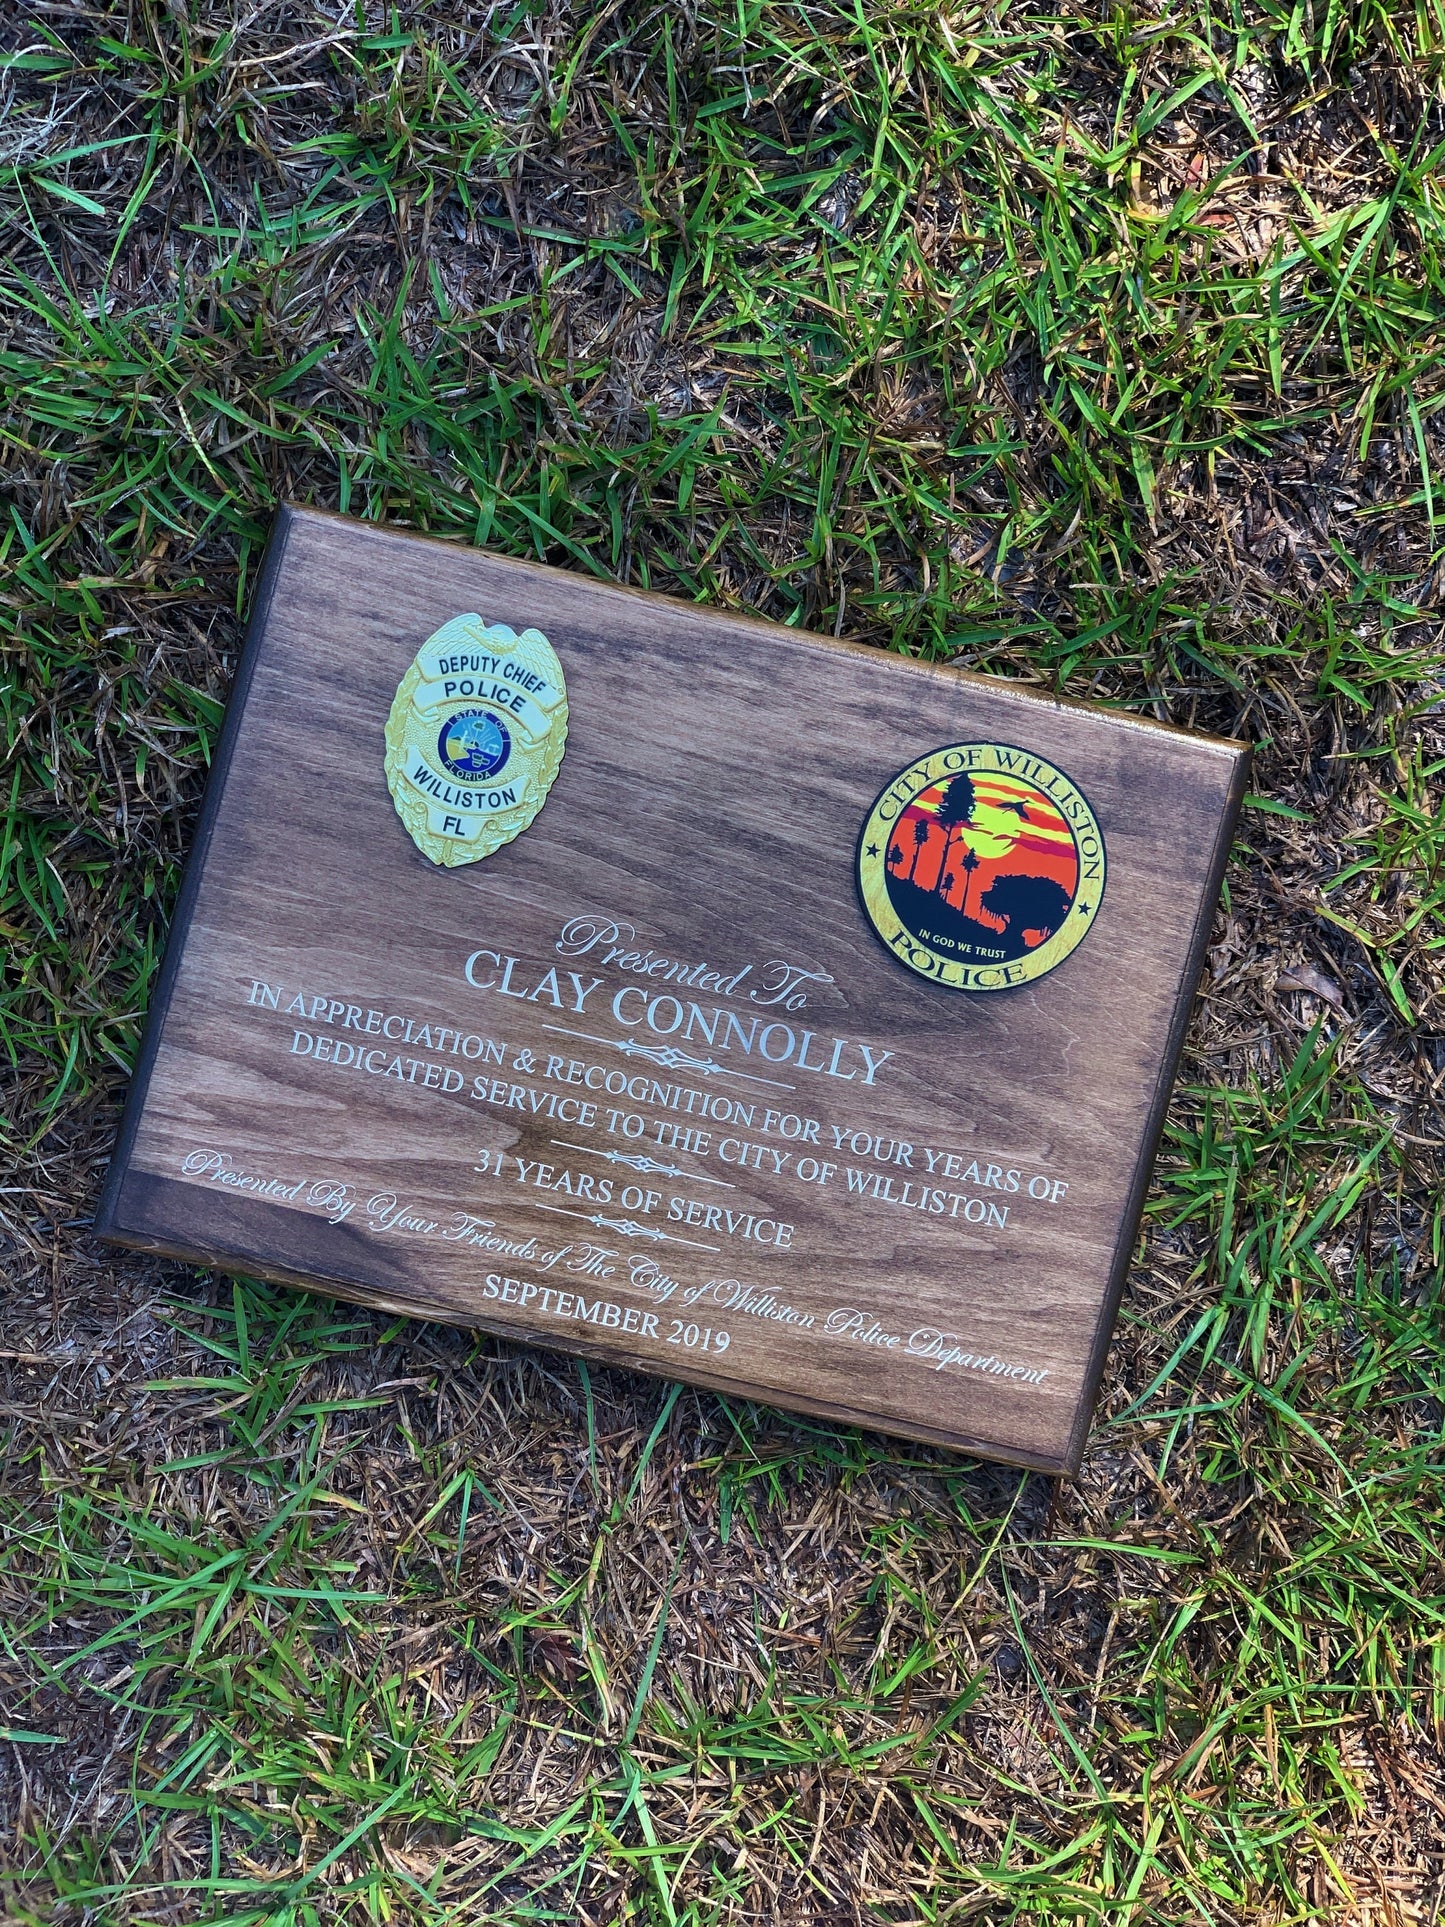 DEPUTY CHIEF
POLICE
STATE OF
FLORIDA
WILLISTON
FL
CITY OF WILLISTON
IN GOD WE TRUST
POLICE
Presented To
CLAY CONNOLLY
IN APPRECIATION & RECOGNITION FOR YOUR YEARS OF
DEDICATED SERVICE TO THE CITY OF WILLISTON
31 YEARS OF SERVICE
Presented By Your Friends of The City of Williston Police Department
SEPTEMBER 2019